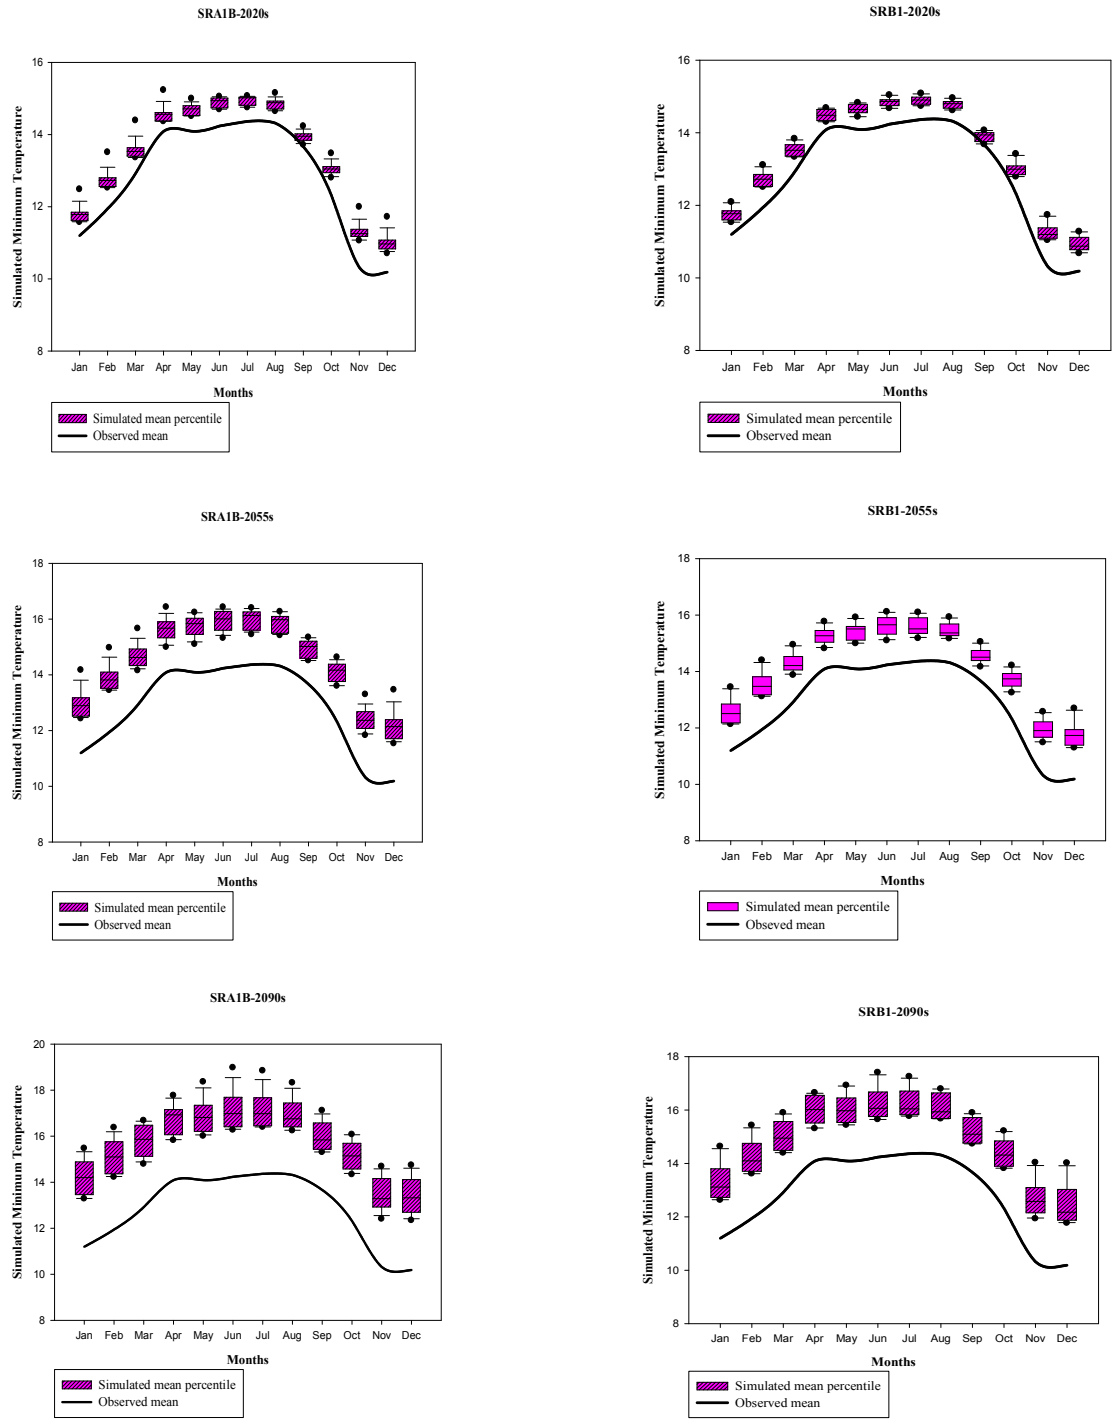 SRA1B-2020s
Simulated Minimum Temperature
16
14
12
10
8
Jan Feb Mar Apr May Jun Jul Aug Sep Oct Nov Dec
Months
Simulated mean percentile
Observed mean
SRB1-2020s
Simulated Minimum Temperature
16
14
12
10
8
Jan Feb Mar Apr May Jun Jul Aug Sep Oct Nov Dec
Months
Simulated mean percentile
Observed mean
SRA1B-2055s
Simulated Minimum Temperature
18
16
14
12
10
8
Jan Feb Mar Apr May Jun Jul Aug Sep Oct Nov Dec
Months
Simulated mean percentile
Observed mean
SRB1-2055s
Simulated Minimum Temperature
18
16
14
12
10
8
Jan Feb Mar Apr May Jun Jul Aug Sep Oct Nov Dec
Months
Simulated mean percentile
Obseved mean
SRA1B-2090s
Simulated Minimum Temperature
20
18
16
14
12
10
8
Jan Feb Mar Apr May Jun Jul Aug Sep Oct Nov Dec
Months
Simulated mean percentile
Observed mean
SRB1-2090s
Simulated Minimum Temperature
18
16
14
12
10
8
Jan Feb Mar Apr May Jun Jul Aug Sep Oct Nov Dec
Months
Simulated mean percentile
Observed mean